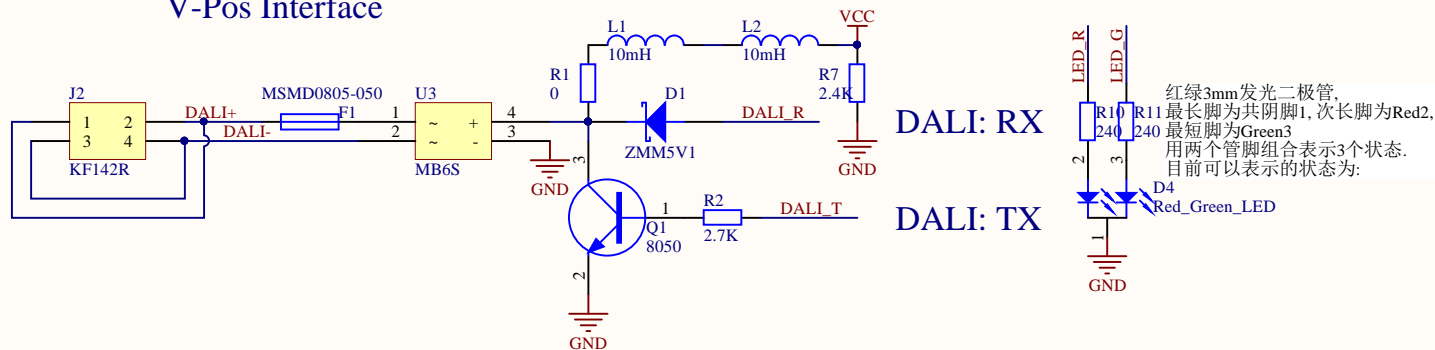 V-Pos Interface
J2
1 2
3 4
KF142R
DALI+
DALI-
MSMD0805-050
F1
1
2
U3
~ +
~ -
MB6S
4
3
GND
R1
0
L1
10mH
L2
10mH
VCC
R7
2.4K
GND
D1
ZMM5V1
DALI_R
DALI: RX
3
Q1
8050
1
2
GND
R2
2.7K
DALI_T
DALI: TX
LED_R
LED_G
R10
240
R11
240
2
3
D4
Red_Green_LED
1
GND
红绿3mm发光二极管,
最长脚为共阴脚1, 次长脚为Red2,
最短脚为Green3
用两个管脚组合表示3个状态.
目前可以表示的状态为: